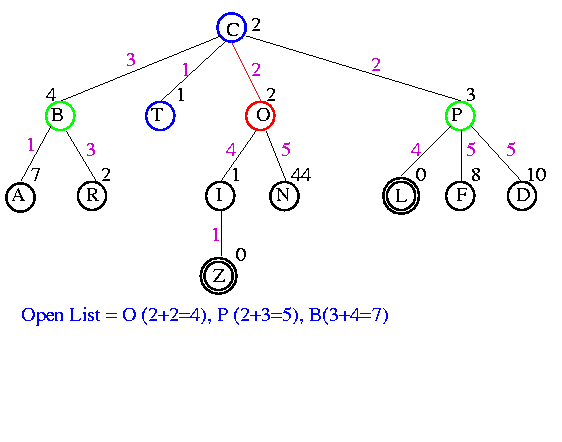 C 2
3 1 2 2
4 1 2 3
B T O P
1 3 4 5 4 5 5
7 2 1 44 0 8 10
A R I N L F D
1
0
Z
Open List = O (2+2=4), P (2+3=5), B(3+4=7)